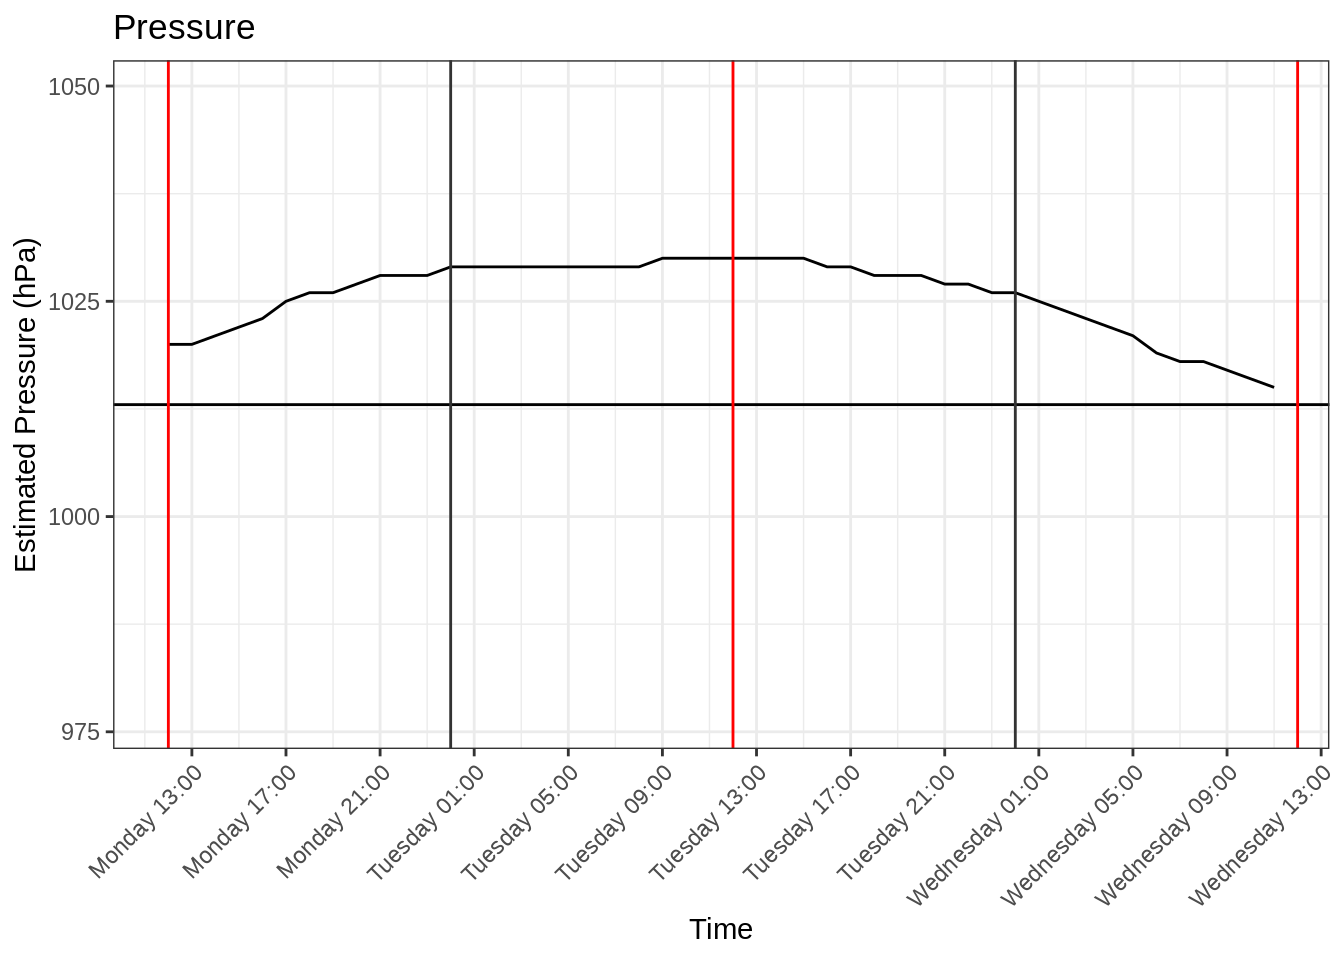 Pressure
Estimated Pressure (hPa)
1050
1025
1000
975
Monday 13:00
Monday 17:00
Monday 21:00
Tuesday 01:00
Tuesday 05:00
Tuesday 09:00
Tuesday 13:00
Tuesday 17:00
Tuesday 21:00
Wednesday 01:00
Wednesday 05:00
Wednesday 09:00
Wednesday 13:00
Time